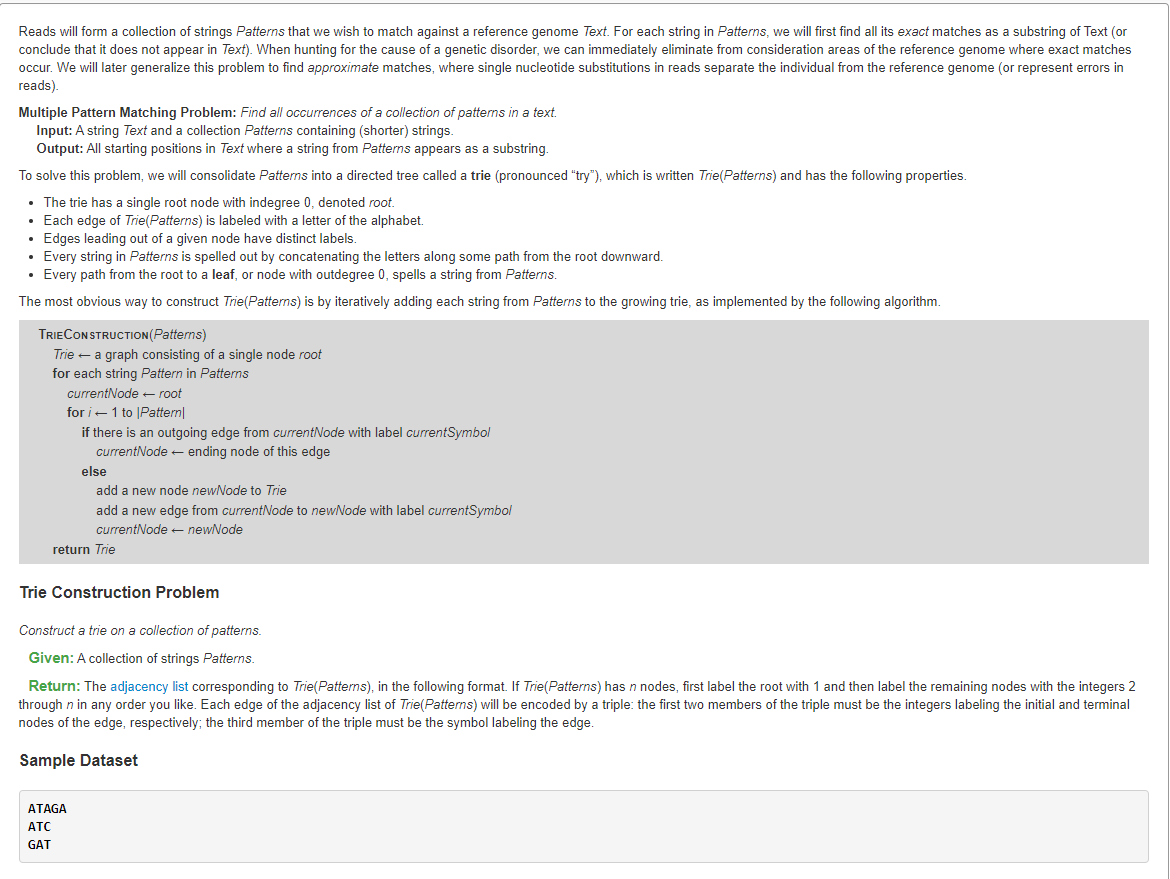 Reads will form a collection of strings Patterns that we wish to match against a reference genome Text. For each string in Patterns, we will first find all its exact matches as a substring of Text (or
conclude that it does not appear in Text). When hunting for the cause of a genetic disorder, we can immediately eliminate from consideration areas of the reference genome where exact matches
occur. We will later generalize this problem to find approximate matches, where single nucleotide substitutions in reads separate the individual from the reference genome (or represent errors in
reads).
Multiple Pattern Matching Problem: Find all occurrences of a collection of patterns in a text.
Input: A string Text and a collection Patterns containing (shorter) strings.
Output: All starting positions in Text where a string from Patterns appears as a substring.
To solve this problem, we will consolidate Patterns into a directed tree called a trie (pronounced “try”), which is written Trie(Patterns) and has the following properties.
• The trie has a single root node with indegree 0, denoted root.
• Each edge of Trie(Patterns) is labeled with a letter of the alphabet.
• Edges leading out of a given node have distinct labels.
• Every string in Patterns is spelled out by concatenating the letters along some path from the root downward.
• Every path from the root to a leaf, or node with outdegree 0, spells a string from Patterns.
The most obvious way to construct Trie(Patterns) is by iteratively adding each string from Patterns to the growing trie, as implemented by the following algorithm.
TRIECONSTRUCTION(Patterns)
Trie ← a graph consisting of a single node root
for each string Pattern in Patterns
currentNode ← root
for i ← 1 to |Pattern|
if there is an outgoing edge from currentNode with label currentSymbol
currentNode ← ending node of this edge
else
add a new node newNode to Trie
add a new edge from currentNode to newNode with label currentSymbol
currentNode ← newNode
return Trie
Trie Construction Problem
Construct a trie on a collection of patterns.
Given: A collection of strings Patterns.
Return: The adjacency list corresponding to Trie(Patterns), in the following format. If Trie(Patterns) has n nodes, first label the root with 1 and then label the remaining nodes with the integers 2
through n in any order you like. Each edge of the adjacency list of Trie(Patterns) will be encoded by a triple: the first two members of the triple must be the integers labeling the initial and terminal
nodes of the edge, respectively; the third member of the triple must be the symbol labeling the edge.
Sample Dataset
ATAGA
ATC
GAT